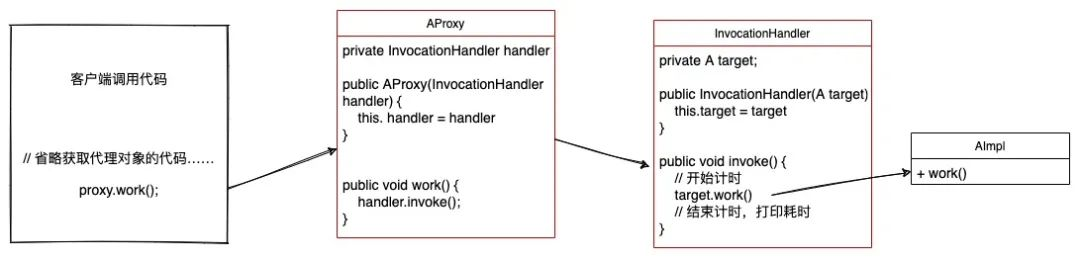 客户端调用代码
// 省略获取代理对象的代码……
proxy.work();
AProxy
private InvocationHandler handler
public AProxy(InvocationHandler
handler) {
this. handler = handler
}
public void work() {
handler.invoke();
}
InvocationHandler
private A target;
public InvocationHandler(A target)
this.target = target
}
public void invoke() {
// 开始计时
target.work()
// 结束计时，打印耗时
}
AImpl
+ work()